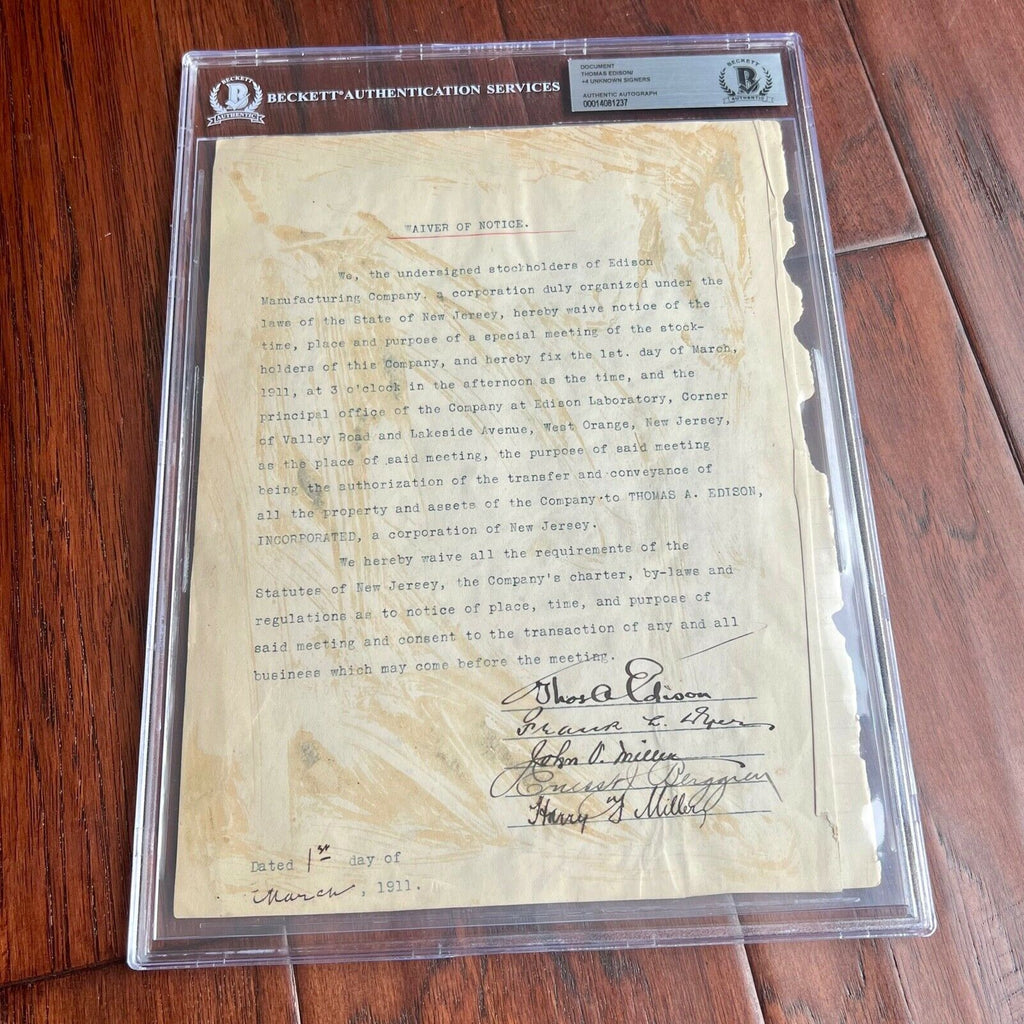 BECKETT
B
AUTHENTIC
BECKETT® AUTHENTICATION SERVICES
DOCUMENT
THOMAS EDISON/
+4 UNKNOWN SIGNERS
AUTHENTIC AUTOGRAPH
00014081237
BECKETT
B
AUTHENTIC
WAIVER OF NOTICE.
We, the undersigned stockholders of Edison
Manufacturing Company. a corporation duly organized under the
laws of the State of New Jersey, hereby waive notice of the
time, place and purpose of a special meeting of the stock-
holders of this Company, and hereby fix the 1st. day of March,
1911, at 3 o'clock in the afternoon as the time, and the
principal office of the Company at Edison Laboratory, Corner
of Valley Road and Lakeside Avenue, West Orange, New Jersey,
as the place of said meeting, the purpose of said meeting
being the authorization of the transfer and conveyance of
all the property and assets of the Company to THOMAS A. EDISON,
INCORPORATED, a corporation of New Jersey.
We hereby waive all the requirements of the
Statutes of New Jersey, the Company's charter, by-laws and
regulations as to notice of place, time, and purpose of
said meeting and consent to the transaction of any and all
business which may come before the meeting.
Thos A Edison
Frank L. Dyer
John O. Miller
Ernest J Berggren
Harry F Miller
Dated 1st day of
March, 1911.